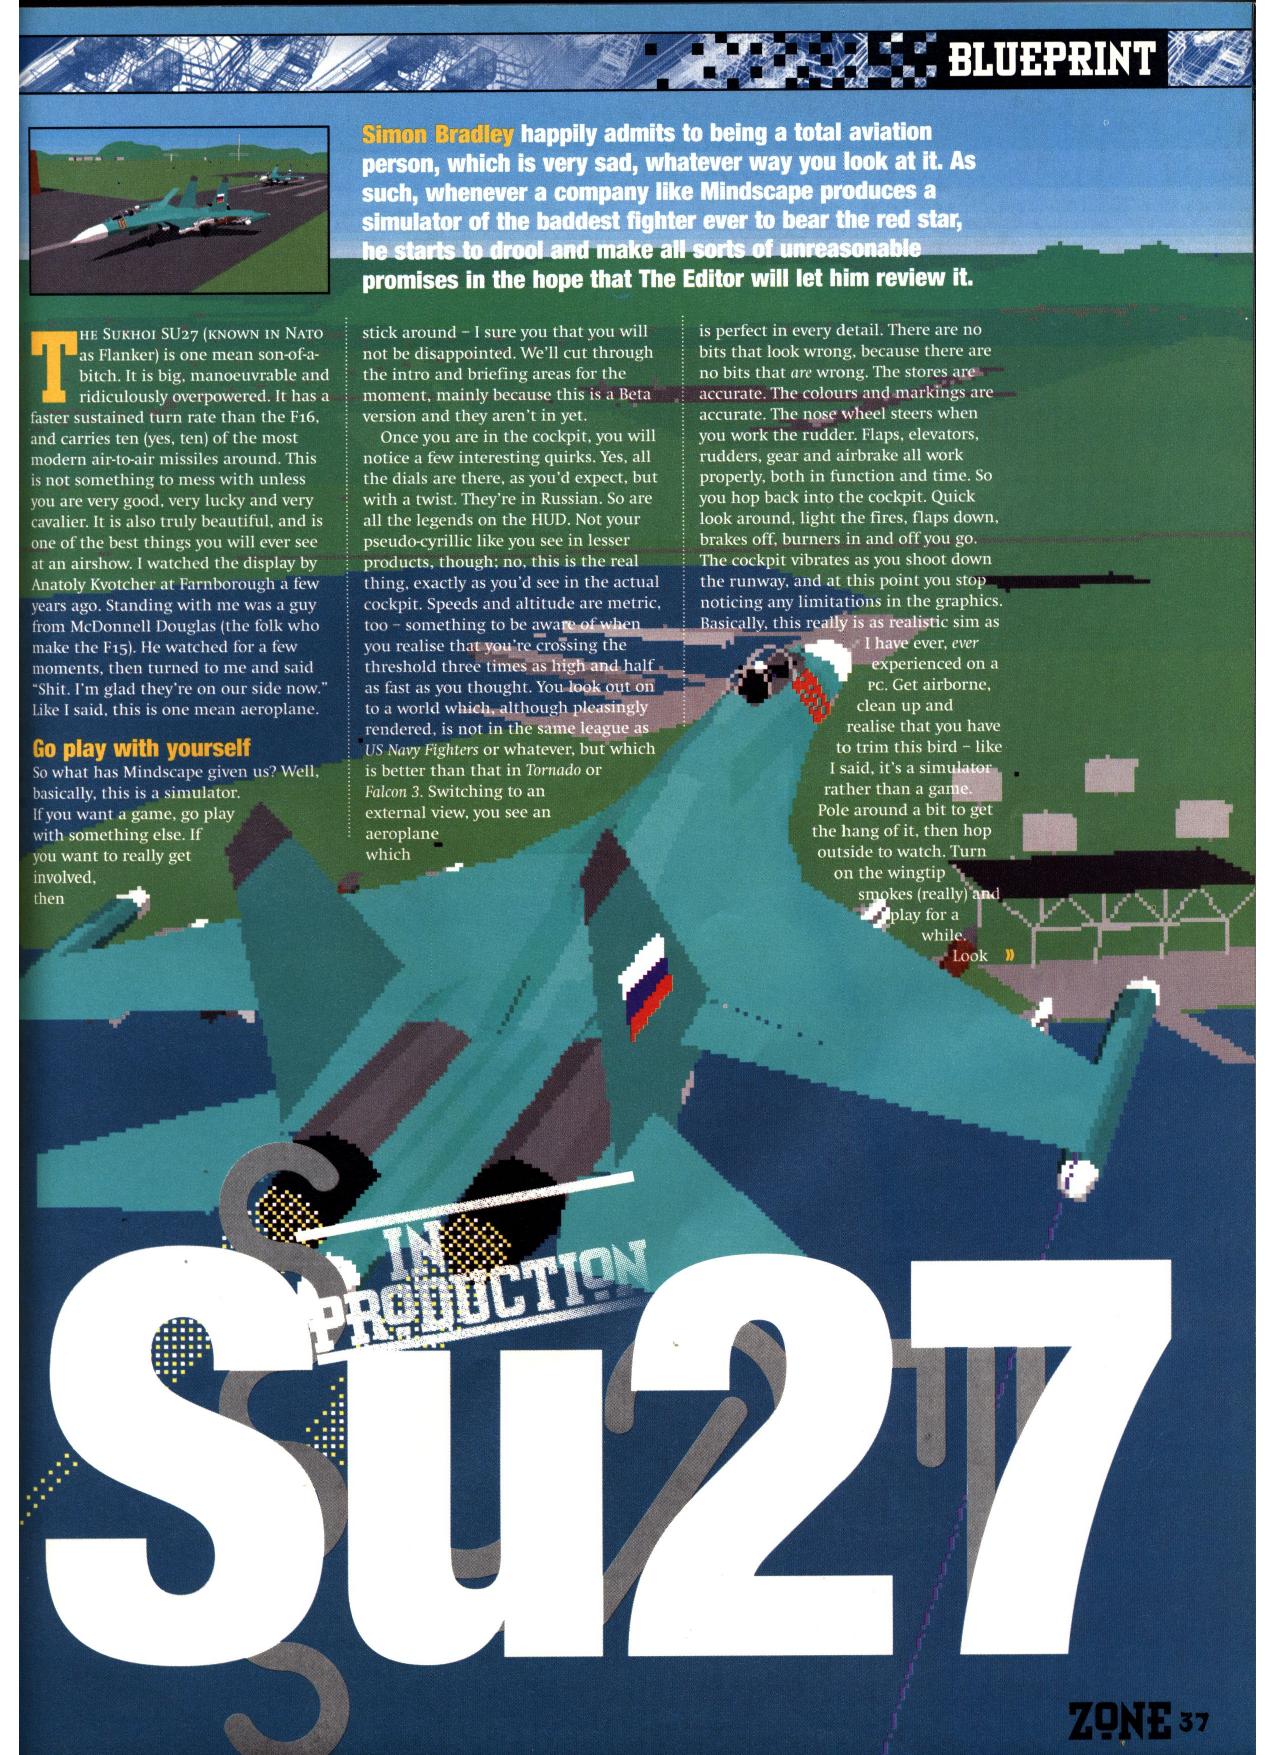 BLUEPRINT
Simon Bradley happily admits to being a total aviation
person, which is very sad, whatever way you look at it. As
such, whenever a company like Mindscape produces a
simulator of the baddest fighter ever to bear the red star,
he starts to drool and make all sorts of unreasonable
promises in the hope that The Editor will let him review it.
THE SUKHOI SU27 (KNOWN IN NATO
as Flanker) is one mean son-of-a-
bitch. It is big, manoeuvrable and
ridiculously overpowered. It has a
faster sustained turn rate than the F16,
and carries ten (yes, ten) of the most
modern air-to-air missiles around. This
is not something to mess with unless
you are very good, very lucky and very
cavalier. It is also truly beautiful, and is
one of the best things you will ever see
at an airshow. I watched the display by
Anatoly Kvotcher at Farnborough a few
years ago. Standing with me was a guy
from McDonnell Douglas (the folk who
make the F15). He watched for a few
moments, then turned to me and said
“Shit. I'm glad they're on our side now.”
Like I said, this is one mean aeroplane.
Go play with yourself
So what has Mindscape given us? Well,
basically, this is a simulator.
If you want a game, go play
with something else. If
you want to really get
involved,
then
stick around – I sure you that you will
not be disappointed. We'll cut through
the intro and briefing areas for the
moment, mainly because this is a Beta
version and they aren't in yet.
Once you are in the cockpit, you will
notice a few interesting quirks. Yes, all
the dials are there, as you'd expect, but
with a twist. They're in Russian. So are
all the legends on the HUD. Not your
pseudo-cyrillic like you see in lesser
products, though; no, this is the real
thing, exactly as you'd see in the actual
cockpit. Speeds and altitude are metric,
too – something to be aware of when
you realise that you're crossing the
threshold three times as high and half
as fast as you thought. You look out on
to a world which, although pleasingly
rendered, is not in the same league as
US Navy Fighters or whatever, but which
is better than that in Tornado or
Falcon 3. Switching to an
external view, you see an
aeroplane
which
is perfect in every detail. There are no
bits that look wrong, because there are
no bits that are wrong. The stores are
accurate. The colours and markings are
accurate. The nose wheel steers when
you work the rudder. Flaps, elevators,
rudders, gear and airbrake all work
properly, both in function and time. So
you hop back into the cockpit. Quick
look around, light the fires, flaps down,
brakes off, burners in and off you go.
The cockpit vibrates as you shoot down
the runway, and at this point you stop
noticing any limitations in the graphics.
Basically, this really is as realistic sim as
I have ever, ever
experienced on a
PC. Get airborne,
clean up and
realise that you have
to trim this bird – like
I said, it's a simulator
rather than a game.
Pole around a bit to get
the hang of it, then hop
outside to watch. Turn
on the wingtip
smokes (really) and
play for a
while.
Look »
IN
PRODUCTION
Su27
ZONE 37